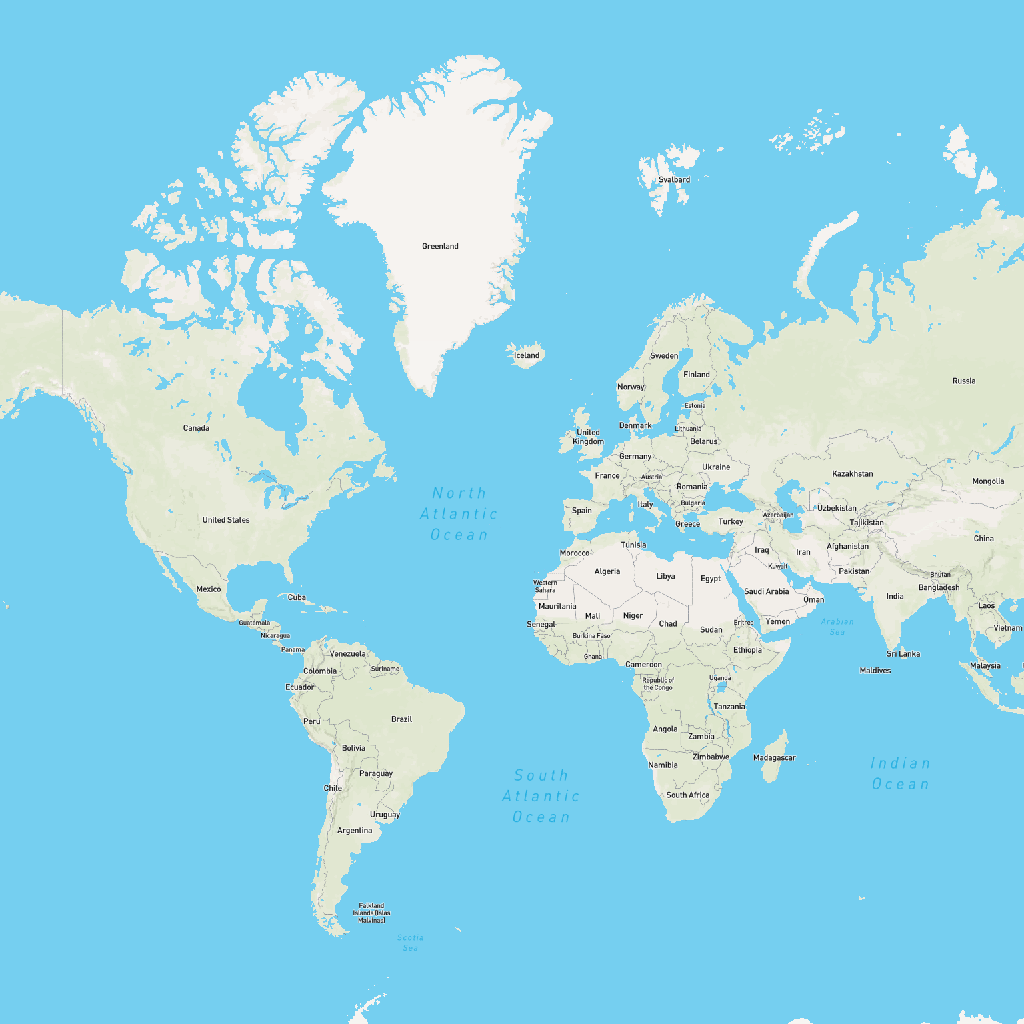 Svalbard
Greenland
Iceland
Sweden
Finland
Russia
Norway
Estonia
Canada
Denmark
Lithuania
United
Kingdom
Belarus
Germany
Ukraine
France
Austria
Kazakhstan
Mongolia
Romania
North
Atlantic
Ocean
Italy
Bulgaria
Spain
Uzbekistan
Azerbaijan
United States
Greece
Turkey
Tajikistan
China
Tunisia
Morocco
Iraq
Iran
Afghanistan
Kuwait
Algeria
Libya
Egypt
Pakistan
Bhutan
Western
Sahara
Mexico
Saudi Arabia
Bangladesh
Cuba
India
Oman
Mauritania
Laos
Mali
Niger
Chad
Guatemala
Senegal
Sudan
Eritrea
Yemen
Arabian
Sea
Vietnam
Nicaragua
Burkina Faso
Panama
Venezuela
Ghana
Ethiopia
Sri Lanka
Cameroon
Malaysia
Colombia
Suriname
Maldives
Ecuador
Republic of
the Congo
Uganda
Tanzania
Peru
Brazil
Angola
Zambia
Bolivia
Zimbabwe
Madagascar
Namibia
Indian
Ocean
Paraguay
South
Atlantic
Ocean
Chile
South Africa
Uruguay
Argentina
Falkland
Islands (Islas
Malvinas)
Scotia
Sea